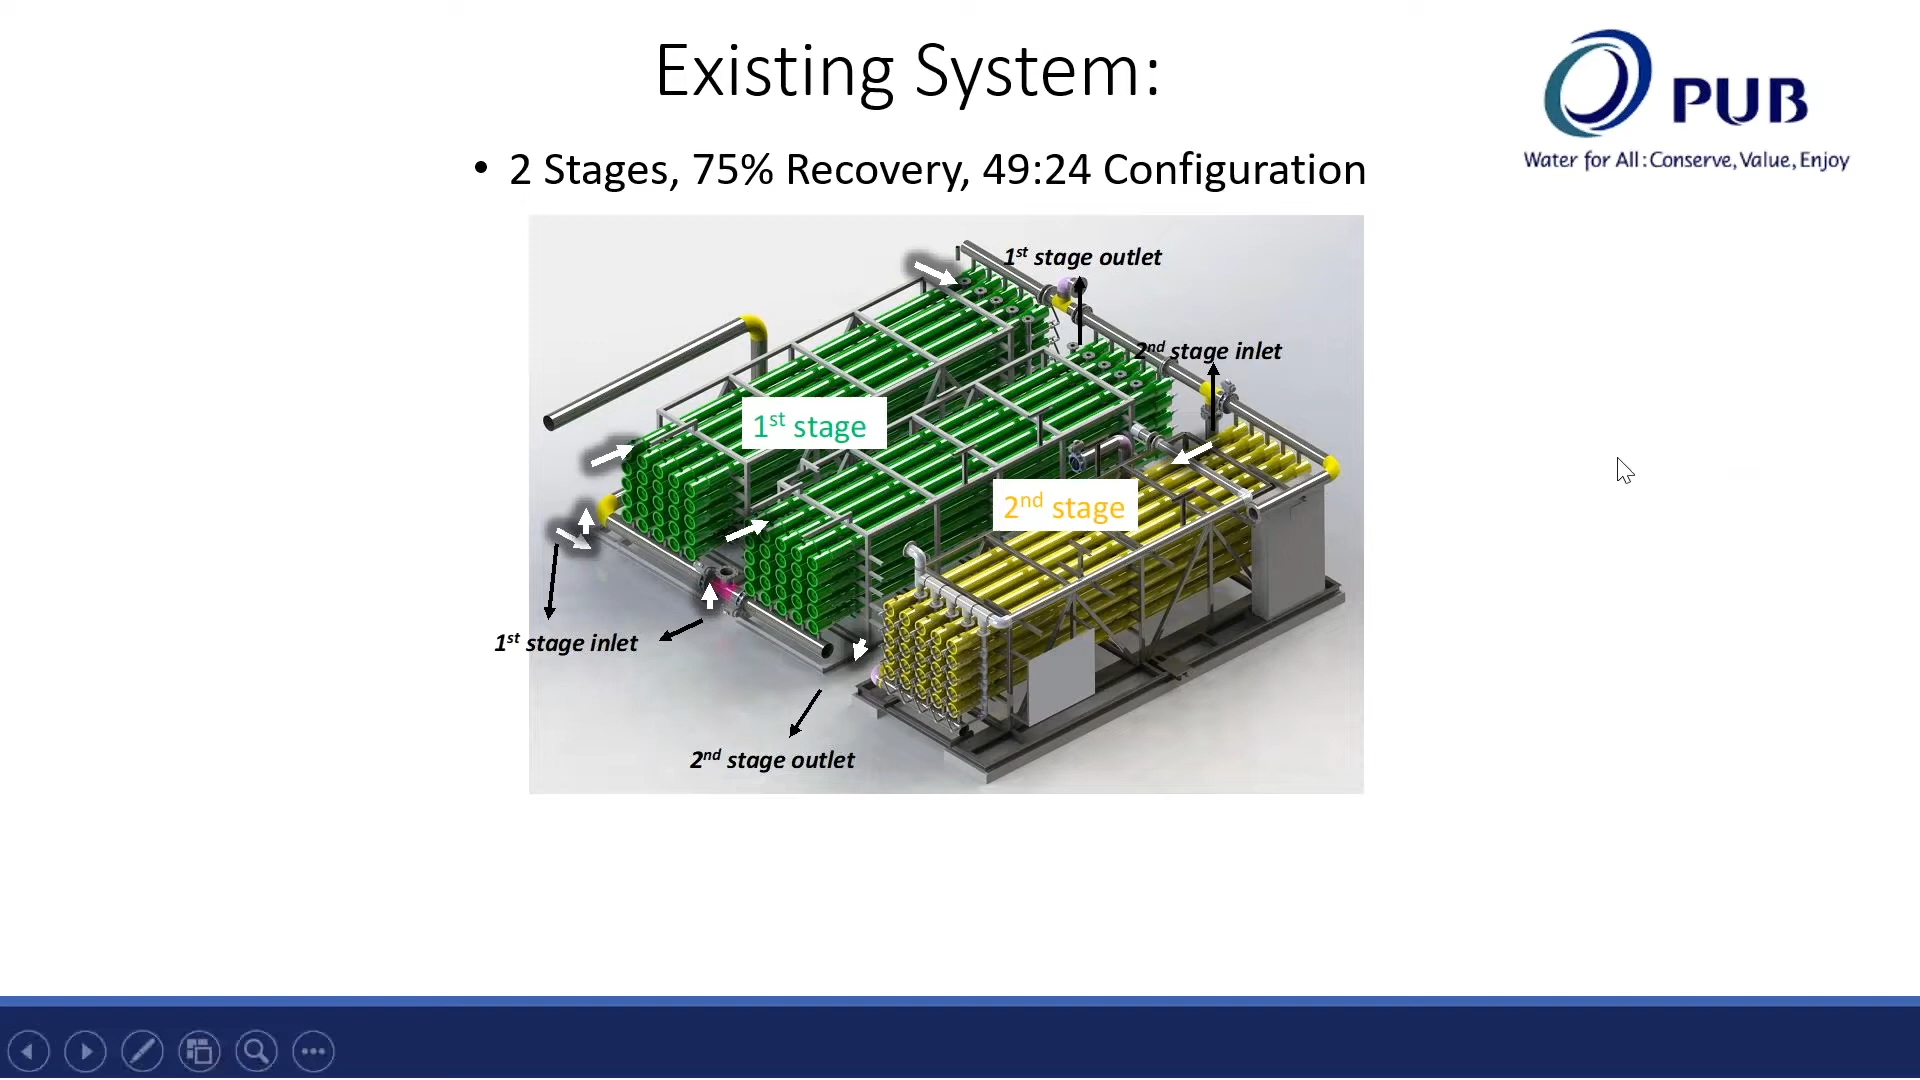 Existing System:
PUB
Water for All : Conserve, Value, Enjoy
• 2 Stages, 75% Recovery, 49:24 Configuration
1st stage outlet
2nd stage inlet
1st stage
2nd stage
1st stage inlet
2nd stage outlet